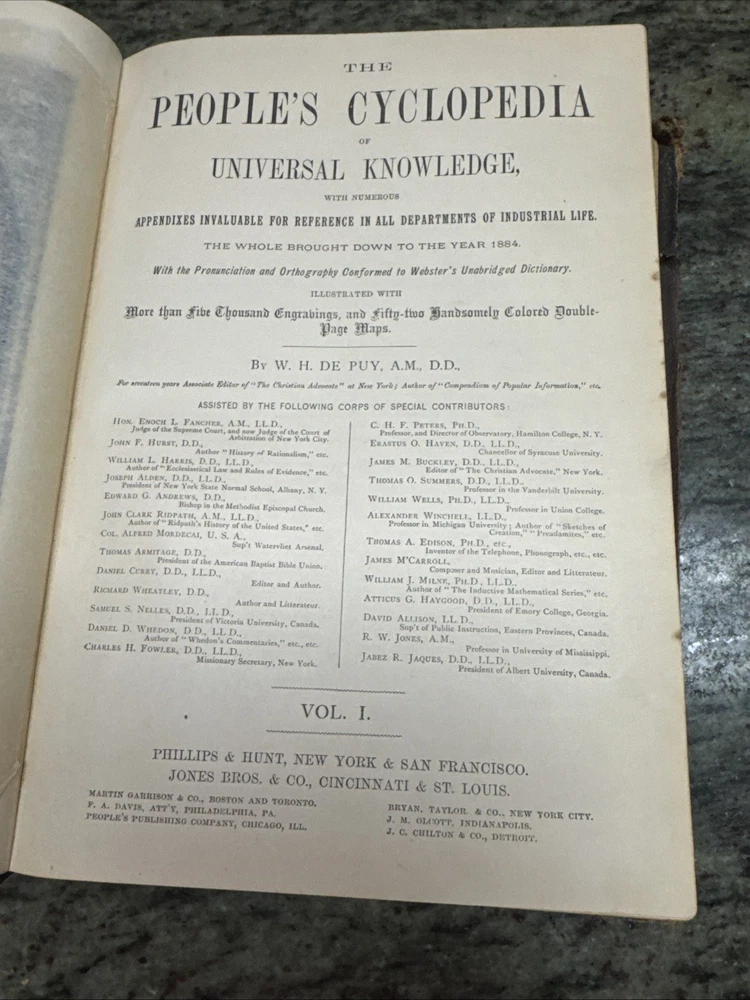 THE
PEOPLE'S CYCLOPEDIA
OF
UNIVERSAL KNOWLEDGE,
WITH NUMEROUS
APPENDIXES INVALUABLE FOR REFERENCE IN ALL DEPARTMENTS OF INDUSTRIAL LIFE.
THE WHOLE BROUGHT DOWN TO THE YEAR 1884.
With the Pronunciation and Orthography Conformed to Webster's Unabridged Dictionary.
ILLUSTRATED WITH
More than Five Thousand Engravings, and Fifty-two Handsomely Colored Double-
Page Maps.
BY W. H. DE PUY, A.M., D.D.,
For seventeen years Associate Editor of "The Christian Advocate" at New York; Author of "Compendium of Popular Information," etc.
ASSISTED BY THE FOLLOWING CORPS OF SPECIAL CONTRIBUTORS:
HON. ENOCH L. FANCHER, A.M., LL.D.,
Judge of the Supreme Court, and now Judge of the Court of
Arbitration of New York City.
JOHN F. HURST, D.D.,
Author "History of Rationalism," etc.
WILLIAM L. HARRIS, D.D., LL.D.,
Author of "Ecclesiastical Law and Rules of Evidence," etc.
JOSEPH ALDEN, D.D., LL.D.,
President of New York State Normal School, Albany, N. Y.
EDWARD G. ANDREWS, D.D.,
Bishop in the Methodist Episcopal Church.
JOHN CLARK RIDPATH, A.M., LL.D.,
Author of "Ridpath's History of the United States," etc.
COL. ALFRED MORDECAI, U. S. A.,
Sup't Watervliet Arsenal.
THOMAS ARMITAGE, D.D.,
President of the American Baptist Bible Union.
DANIEL CURRY, D.D., LL.D.,
Editor and Author.
RICHARD WHEATLEY, D.D.,
Author and Litterateur.
SAMUEL S. NELLES, D.D., LL.D.,
President of Victoria University, Canada.
DANIEL D. WHEDON, D.D., LL.D.,
Author of "Whedon's Commentaries," etc., etc.
CHARLES H. FOWLER, D.D., LL.D.,
Missionary Secretary, New York.
C. H. F. PETERS, PH.D.,
Professor, and Director of Observatory, Hamilton College, N. Y.
ERASTUS O. HAVEN, D.D., LL.D.,
Chancellor of Syracuse University.
JAMES M. BUCKLEY, D.D., LL.D.,
Editor of "The Christian Advocate," New York.
THOMAS O. SUMMERS, D.D., LL.D.,
Professor in the Vanderbilt University.
WILLIAM WELLS, PH.D., LL.D.,
Professor in Union College.
ALEXANDER WINCHELL, LL.D.,
Professor in Michigan University; Author of "Sketches of
Creation," "Preadamites," etc.
THOMAS A. EDISON, PH.D., etc.,
Inventor of the Telephone, Phonograph, etc., etc.
JAMES M'CARROLL,
Composer and Musician, Editor and Litterateur.
WILLIAM J. MILNE, PH.D., LL.D.,
Author of "The Inductive Mathematical Series," etc.
ATTICUS G. HAYGOOD, D.D., LL.D.,
President of Emory College, Georgia.
DAVID ALLISON, LL.D.,
Sup't of Public Instruction, Eastern Provinces, Canada.
R. W. JONES, A.M.,
Professor in University of Mississippi.
JABEZ R. JAQUES, D.D., LL.D.,
President of Albert University, Canada.
VOL. I.
PHILLIPS & HUNT, NEW YORK & SAN FRANCISCO.
JONES BROS. & CO., CINCINNATI & ST. LOUIS.
MARTIN GARRISON & CO., BOSTON AND TORONTO.
F. A. DAVIS, ATT'Y, PHILADELPHIA, PA.
PEOPLE'S PUBLISHING COMPANY, CHICAGO, ILL.
BRYAN, TAYLOR, & CO., NEW YORK CITY.
J. M. OLCOTT, INDIANAPOLIS.
J. C. CHILTON & CO., DETROIT.